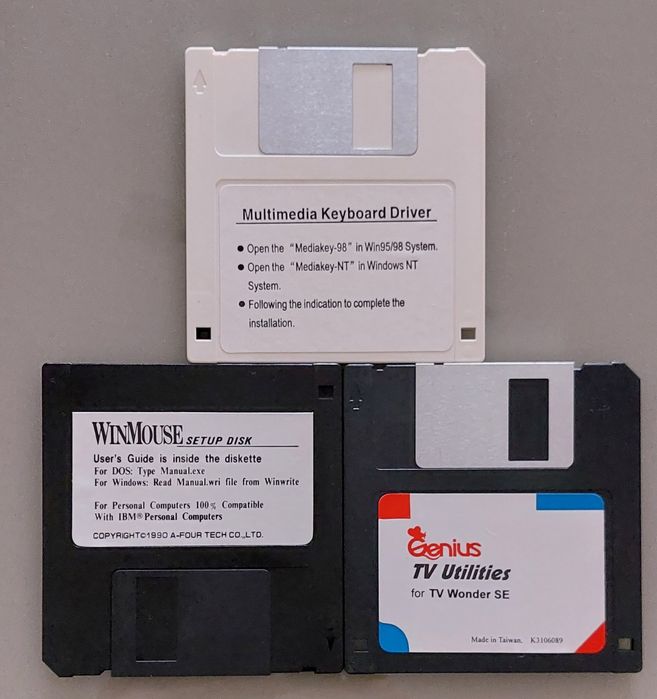 Multimedia Keyboard Driver
● Open the "Mediakey-98" in Win95/98 System.
● Open the "Mediakey-NT" in Windows NT
System.
● Following the indication to complete the
installation.
WINMOUSE SETUP DISK
User's Guide is inside the diskette
For DOS: Type Manual.exe
For Windows: Read Manual.wri file from Winwrite
For Personal Computers 100% Compatible
With IBM® Personal Computers
COPYRIGHT©1990 A-FOUR TECH CO.,LTD.
Genius
TV Utilities
for TV Wonder SE
Made in Taiwan. K3106089